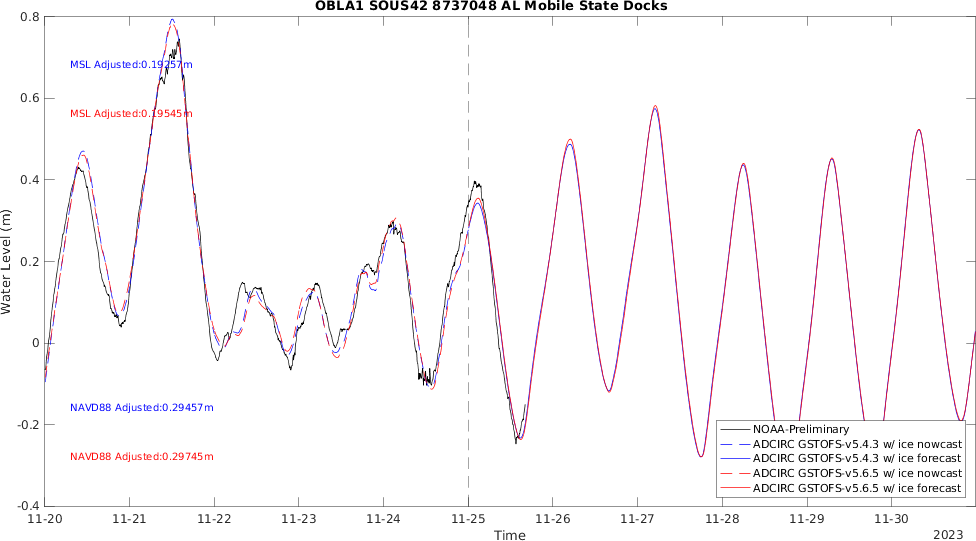 OBLA1 SOUS42 8737048 AL Mobile State Docks
0.8
0.6
0.4
0.2
0
-0.2
-0.4
Water Level (m)
MSL Adjusted:0.19257m
MSL Adjusted:0.19545m
NAVD88 Adjusted:0.29457m
NAVD88 Adjusted:0.29745m
NOAA-Preliminary
ADCIRC GSTOFS-v5.4.3 w/ ice nowcast
ADCIRC GSTOFS-v5.4.3 w/ ice forecast
ADCIRC GSTOFS-v5.6.5 w/ ice nowcast
ADCIRC GSTOFS-v5.6.5 w/ ice forecast
11-20 11-21 11-22 11-23 11-24 11-25 11-26 11-27 11-28 11-29 11-30
Time
2023